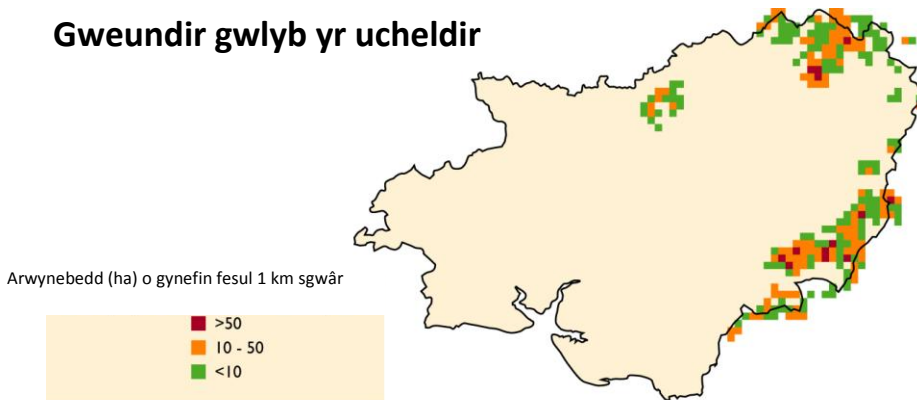 Gweundir gwlyb yr ucheldir
Arwynebedd (ha) o gynefin fesul 1 km sgwâr
>50
10 - 50
<10